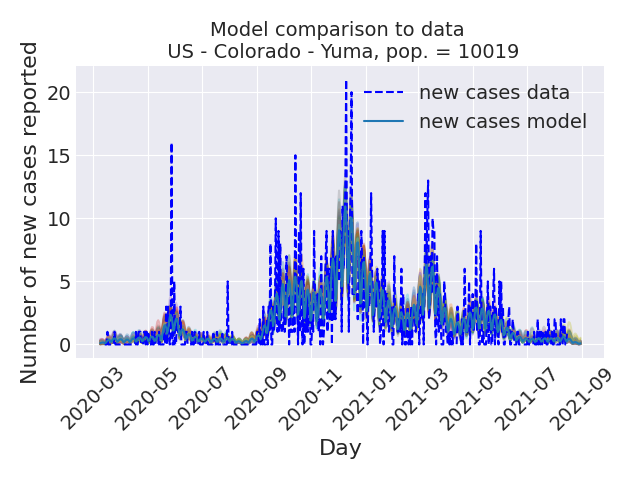 Model comparison to data
US - Colorado - Yuma, pop. = 10019
Number of new cases reported
20
15
10
5
0
new cases data
new cases model
2020-03
2020-05
2020-07
2020-09
2020-11
2021-01
2021-03
2021-05
2021-07
2021-09
Day